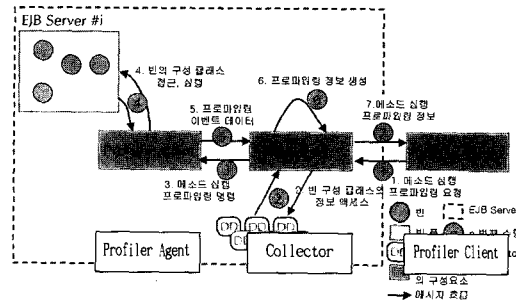 EJB Server #i
4. 빈의 구성 클래스
접근, 실행
6. 프로파일링 정보 생성
5. 프로파일링
이벤트 데이터
7.메소드 실행
프로파일링 정보
3. 메소드 실행
프로파일링 명령
2. 빈 구성 클래스의
정보 액세스
1. 메소드 실행
프로파일링 요청
DD DD DD
빈
EJB Serve
Profiler Agent
Collector
Profiler Client
의 구성요소
메시지 흐름